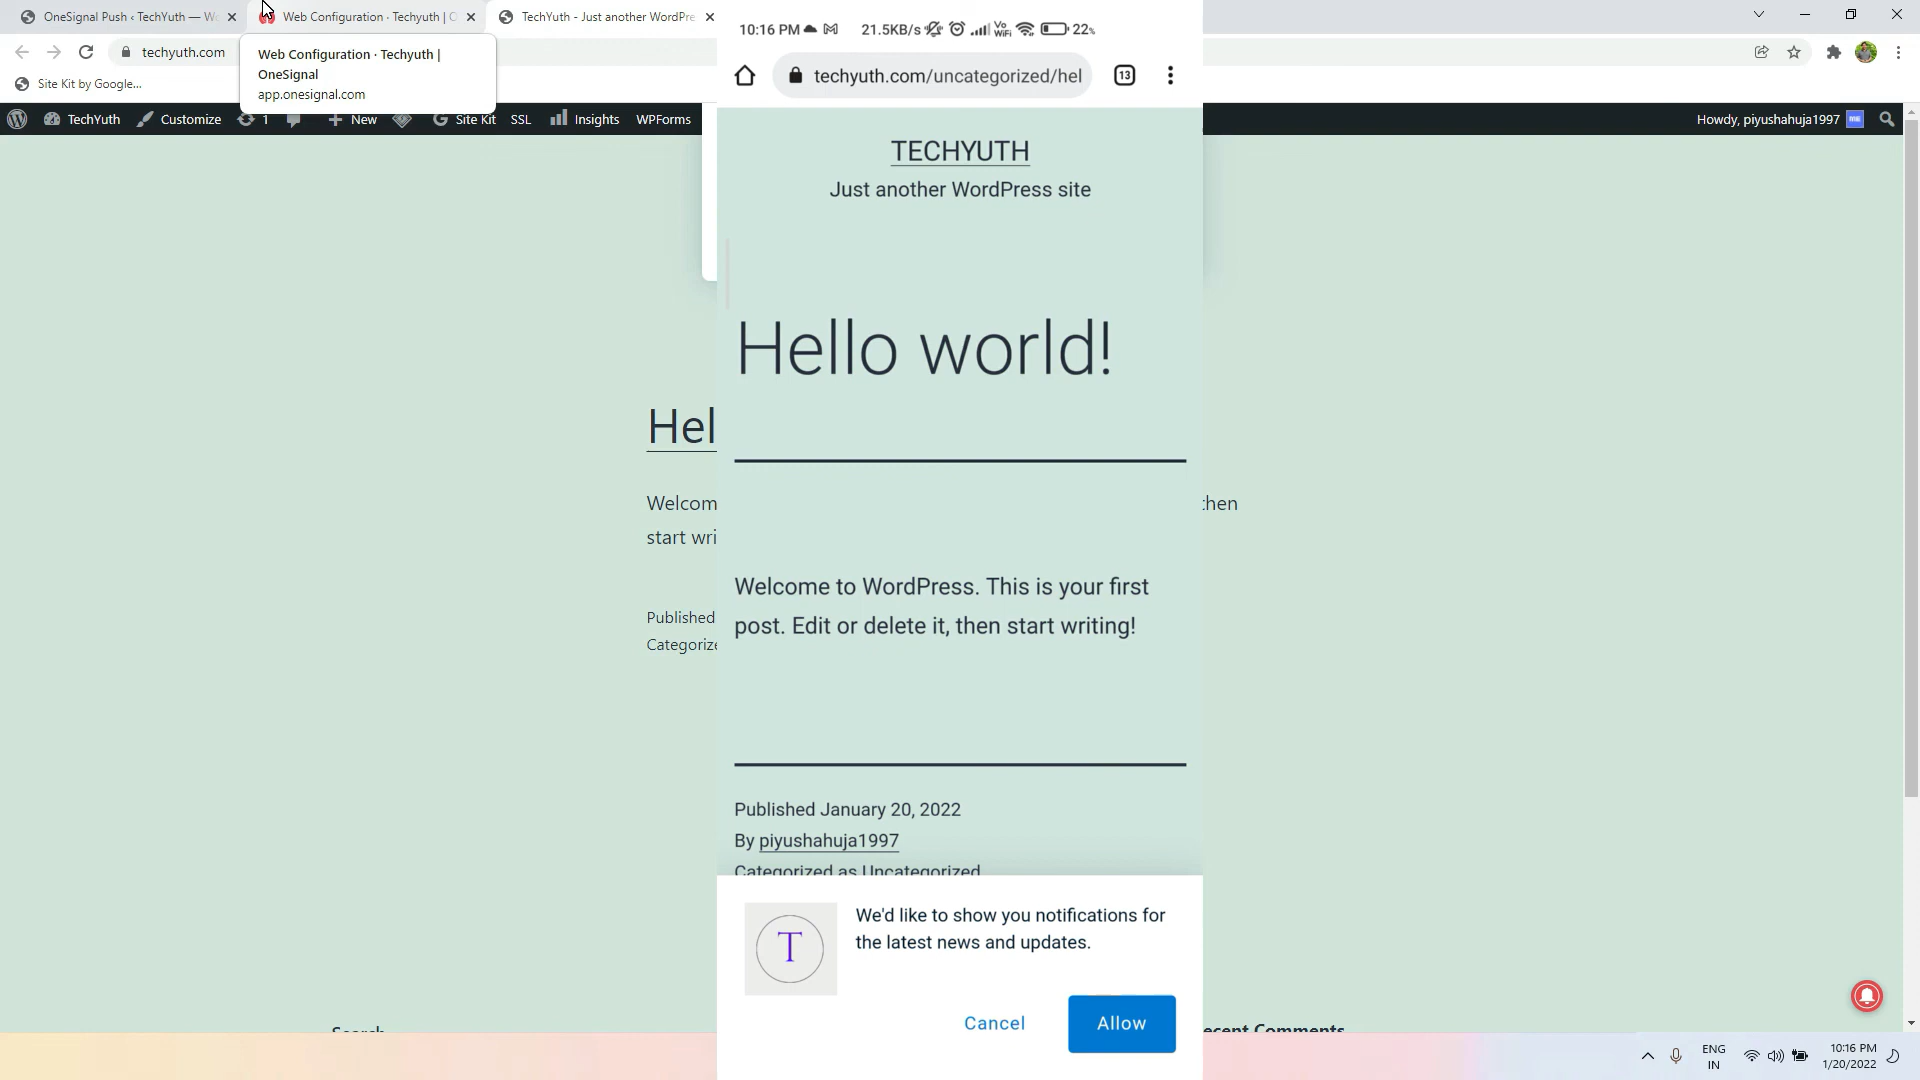 OneSignal Push ‹ TechYuth — Wo
Web Configuration · Techyuth | O
TechYuth - Just another WordPre
techyuth.com
Web Configuration · Techyuth |
OneSignal
app.onesignal.com
Site Kit by Google...
TechYuth
Customize
1
New
Site Kit
SSL
Insights
WPForms
Howdy, piyushahuja1997
Hel
Welcom
then
start wri
Published
Categorize
Search
ecent Comments
10:16 PM
21.5KB/s
Vo
WiFi
22%
techyuth.com/uncategorized/hel
13
TECHYUTH
Just another WordPress site
Hello world!
Welcome to WordPress. This is your first
post. Edit or delete it, then start writing!
Published January 20, 2022
By piyushahuja1997
Categorized as Uncategorized
T
We'd like to show you notifications for
the latest news and updates.
Cancel
Allow
ENG
IN
10:16 PM
1/20/2022